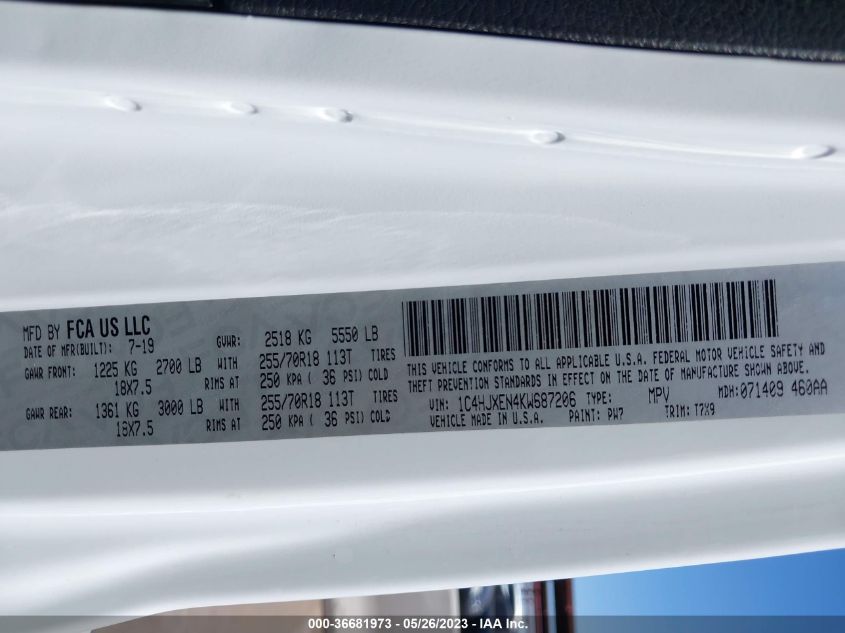 MFD BY FCA US LLC
DATE OF MFR(BUILT): 7-19
GVWR: 2518 KG 5550 LB
GAWR FRONT: 1225 KG 2700 LB WITH 255/70R18 113T TIRES
18X7.5 RIMS AT 250 KPA ( 36 PSI) COLD
GAWR REAR: 1361 KG 3000 LB WITH 255/70R18 113T TIRES
18X7.5 RIMS AT 250 KPA ( 36 PSI) COLD
THIS VEHICLE CONFORMS TO ALL APPLICABLE U.S.A. FEDERAL MOTOR VEHICLE SAFETY AND
THEFT PREVENTION STANDARDS IN EFFECT ON THE DATE OF MANUFACTURE SHOWN ABOVE.
VIN: 1C4HJXEN4KW687206 TYPE: MPV MDH:071409 460AA
VEHICLE MADE IN U.S.A. PAINT: PW7 TRIM: T7X9
000-36681973 - 05/26/2023 - IAA Inc.